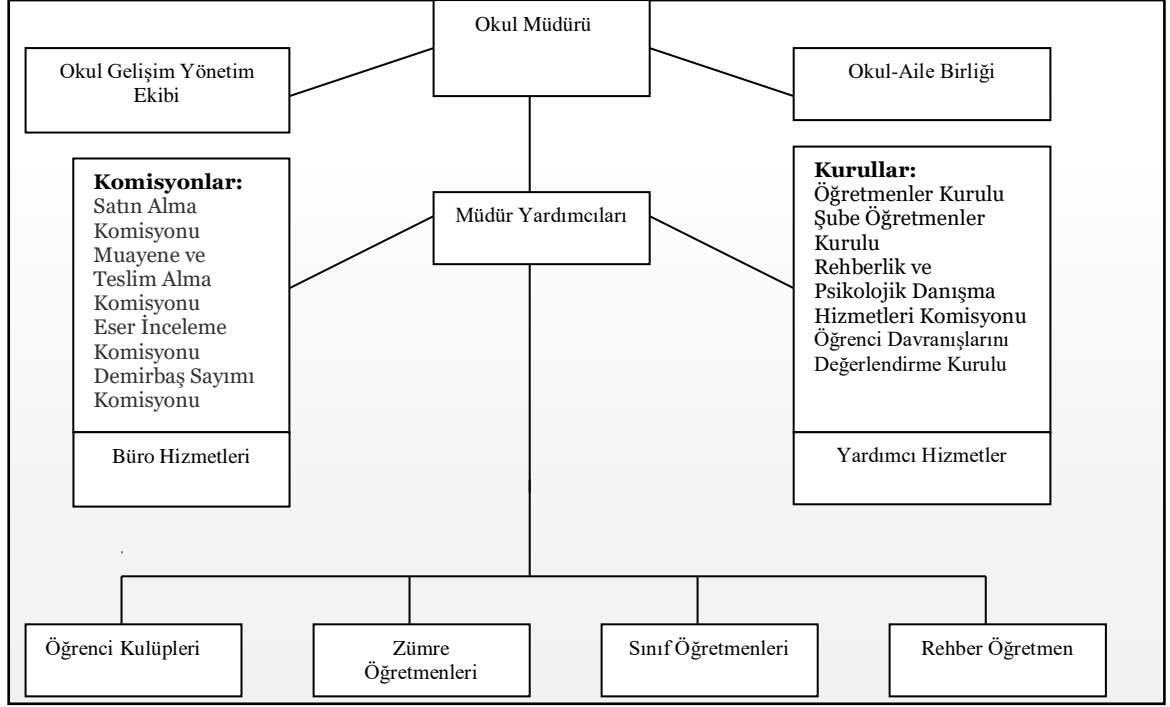 Okul Müdürü
Okul Gelişim Yönetim
Ekibi
Okul-Aile Birliği
Komisyonlar:
Satın Alma
Komisyonu
Muayene ve
Teslim Alma
Komisyonu
Eser İnceleme
Komisyonu
Demirbaş Sayımı
Komisyonu
Müdür Yardımcıları
Kurullar:
Öğretmenler Kurulu
Şube Öğretmenler
Kurulu
Rehberlik ve
Psikolojik Danışma
Hizmetleri Komisyonu
Öğrenci Davranışlarını
Değerlendirme Kurulu
Büro Hizmetleri
Yardımcı Hizmetler
Öğrenci Kulüpleri
Zümre
Öğretmenleri
Sınıf Öğretmenleri
Rehber Öğretmen